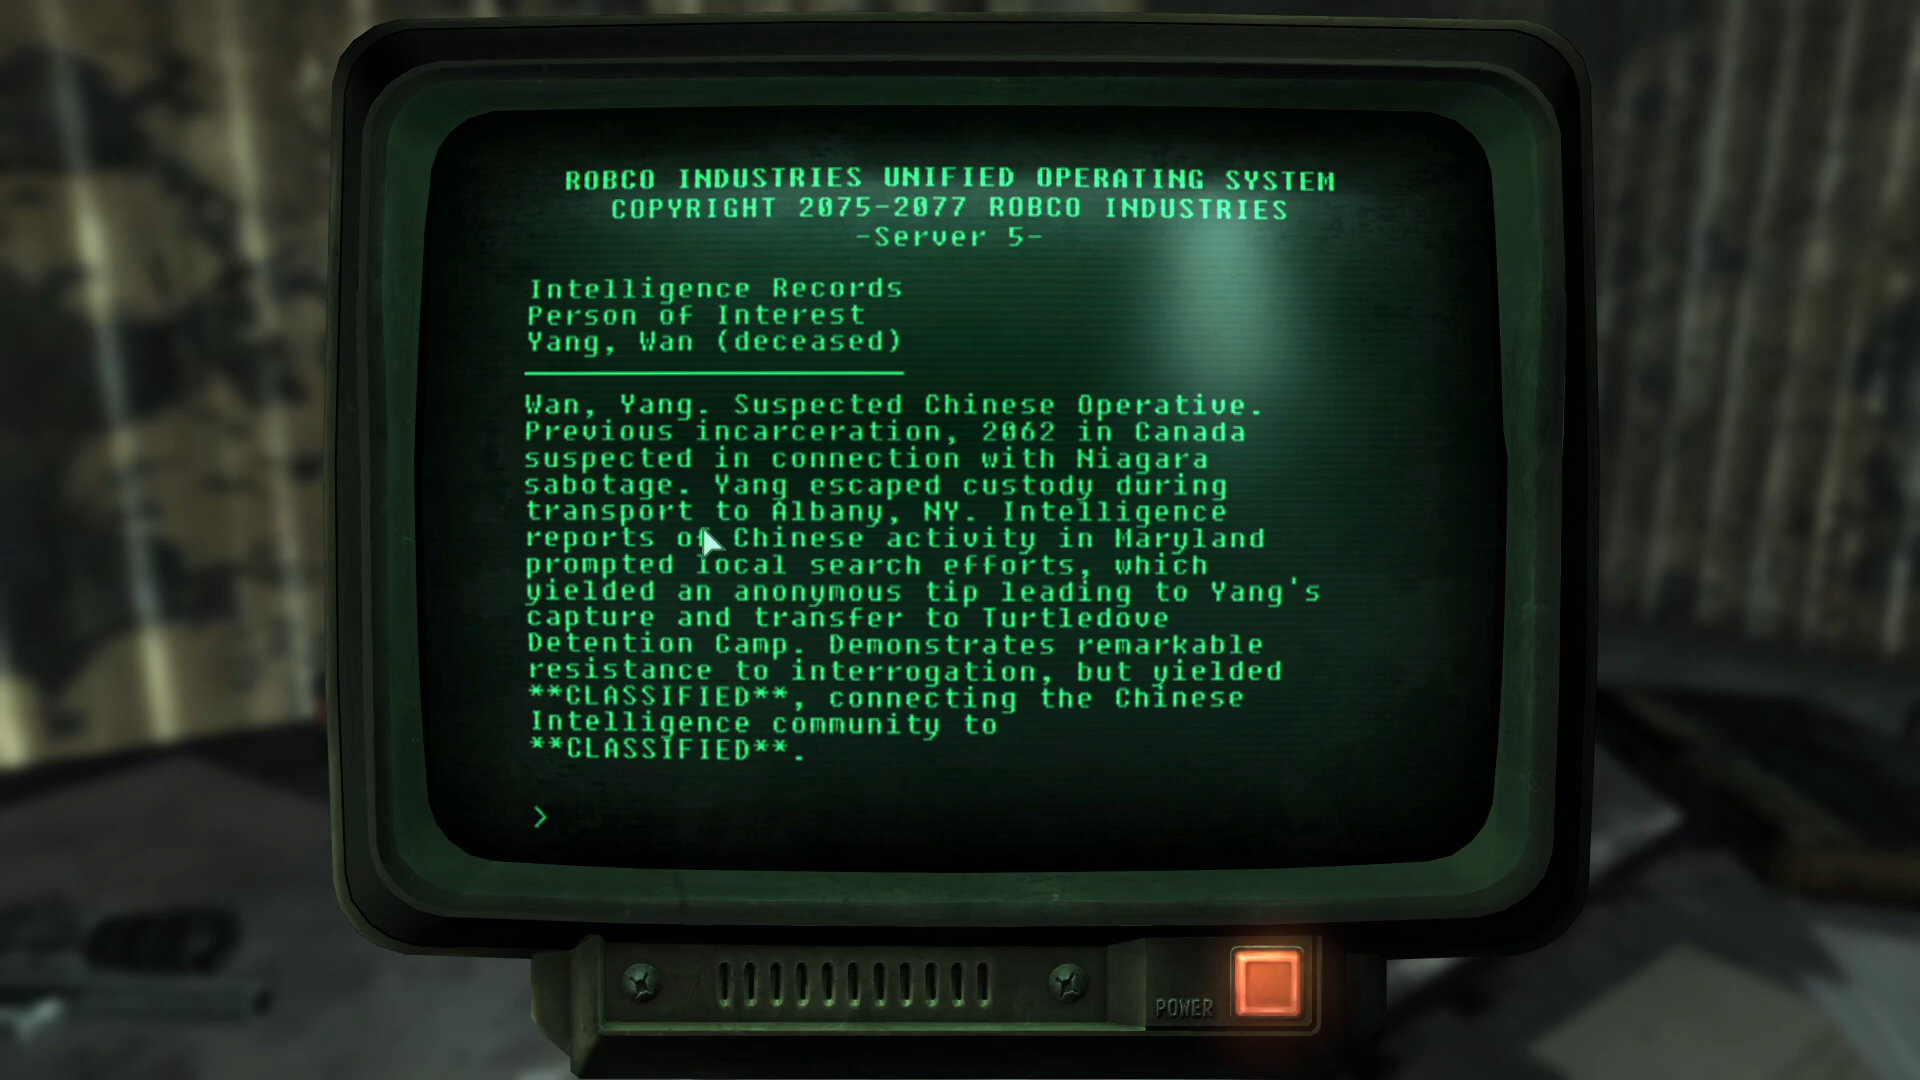 ROBCO INDUSTRIES UNIFIED OPERATING SYSTEM
COPYRIGHT 2075-2077 ROBCO INDUSTRIES
-Server 5-
Intelligence Records
Person of Interest
Yang, Wan (deceased)
Wan, Yang. Suspected Chinese Operative.
Previous incarceration, 2062 in Canada
suspected in connection with Niagara
sabotage. Yang escaped custody during
transport to Albany, NY. Intelligence
reports of Chinese activity in Maryland
prompted local search efforts, which
yielded an anonymous tip leading to Yang's
capture and transfer to Turtledove
Detention Camp. Demonstrates remarkable
resistance to interrogation, but yielded
**CLASSIFIED**, connecting the Chinese
Intelligence community to
**CLASSIFIED**.
>
POWER